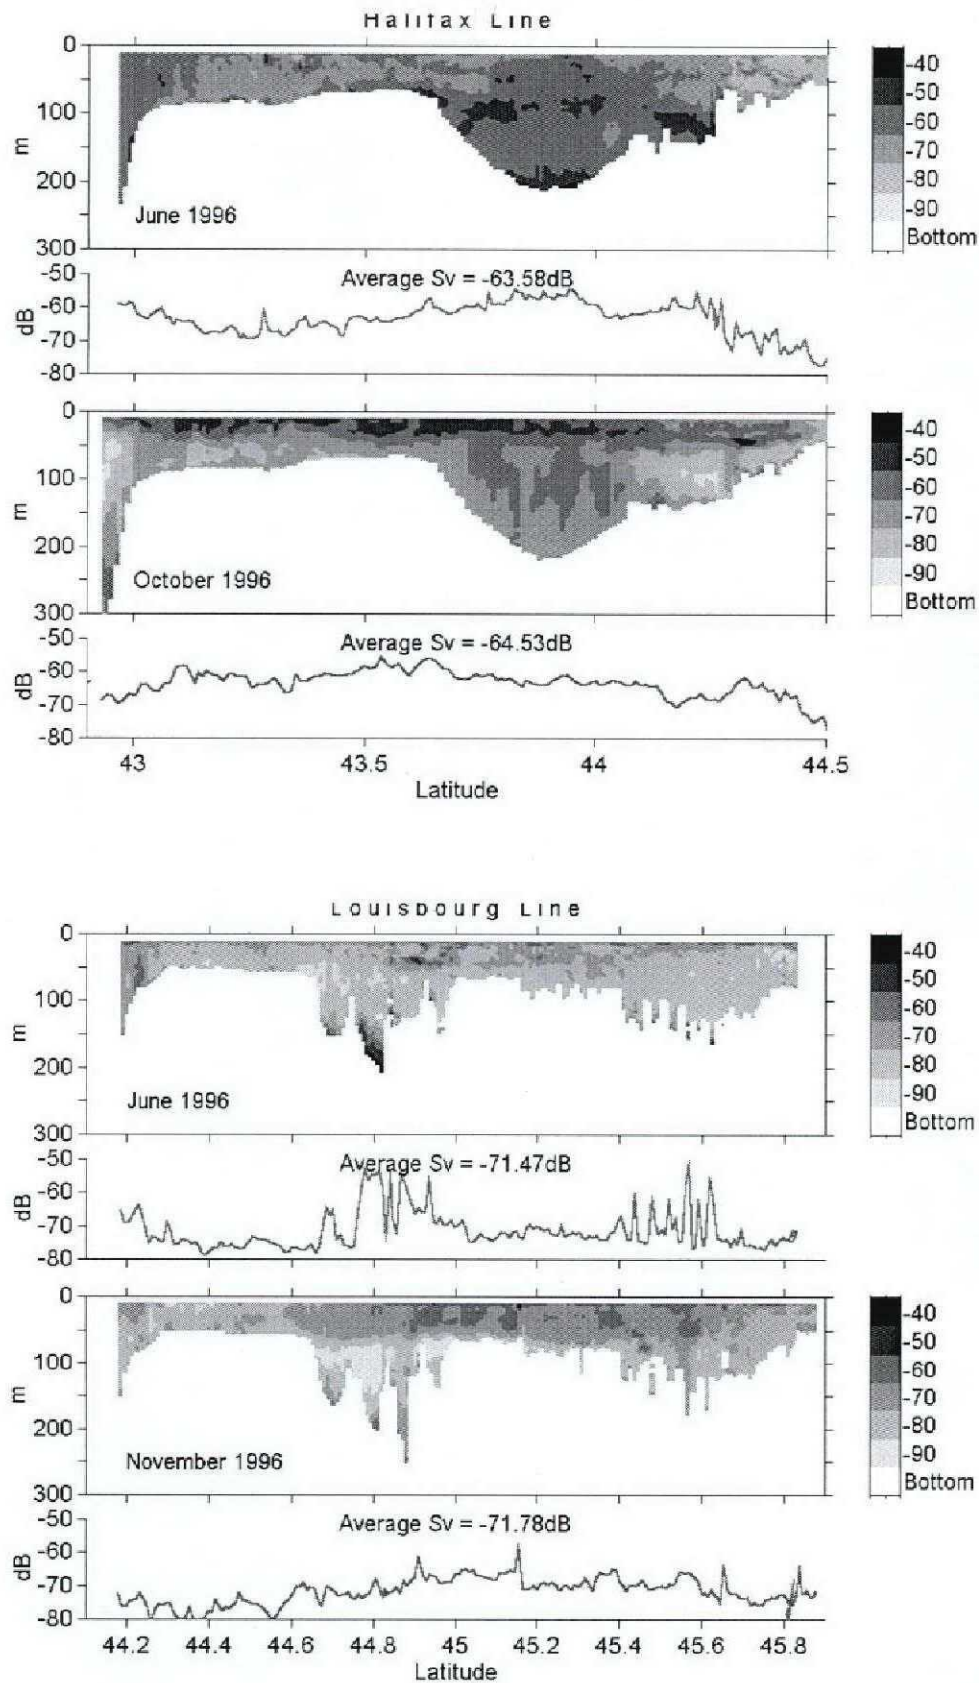 Halifax Line
0
100
200
300
m
June 1996
-40
-50
-60
-70
-80
-90
Bottom
-50
-60
-70
-80
dB
Average Sv = -63.58dB
0
100
200
300
m
October 1996
-40
-50
-60
-70
-80
-90
Bottom
-50
-60
-70
-80
dB
Average Sv = -64.53dB
43 43.5 44 44.5
Latitude
Louisbourg Line
0
100
200
300
m
June 1996
-40
-50
-60
-70
-80
-90
Bottom
-50
-60
-70
-80
dB
Average Sv = -71.47dB
0
100
200
300
m
November 1996
-40
-50
-60
-70
-80
-90
Bottom
-50
-60
-70
-80
dB
Average Sv = -71.78dB
44.2 44.4 44.6 44.8 45 45.2 45.4 45.6 45.8
Latitude